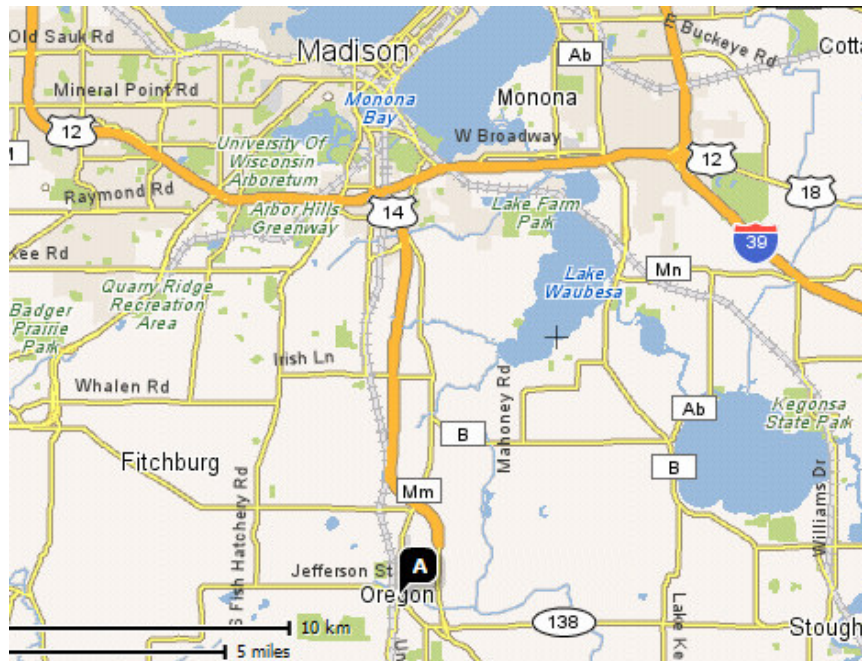 Old Sauk Rd
Madison
Ab
E Buckeye Rd
Cotta
Mineral Point Rd
Monona
Bay
Monona
12
W Broadway
University Of
Wisconsin
Arboretum
12
18
Raymond Rd
Arbor Hills
Greenway
14
Lake Farm
Park
39
kee Rd
Quarry Ridge
Recreation
Area
Lake
Waubesa
Mn
Badger
Prairie
Park
Irish Ln
Whalen Rd
Mahoney Rd
Ab
Kegonsa
State Park
B
Fitchburg
B
Mm
S Fish Hatchery Rd
Williams Dr
Jefferson St
A
Oregon
138
Lake Ke
Stough
Un
10 km
5 miles